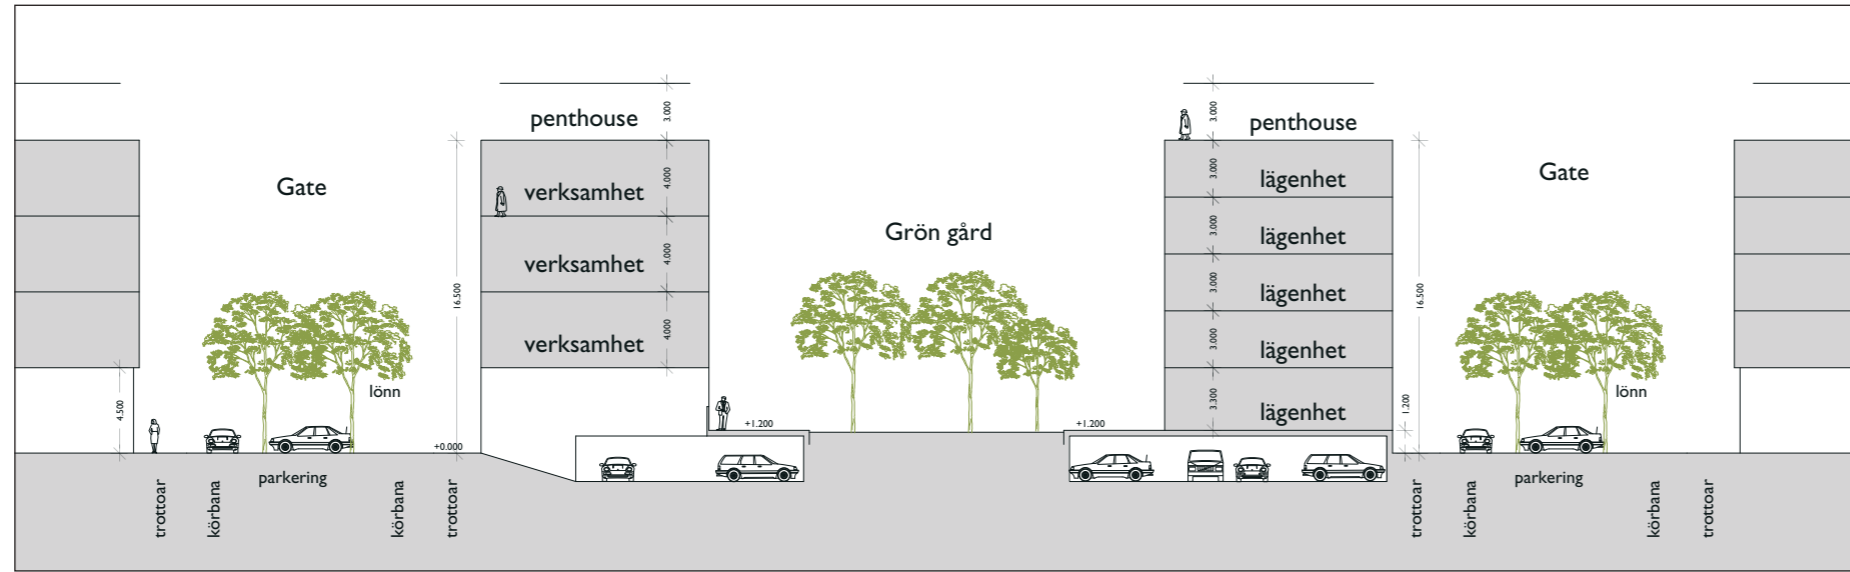 penthouse
3.000
3.000
penthouse
16.500
4.000
3.000
16.500
Gate
verksamhet
lägenhet
Gate
Grön gård
3.000
lägenhet
verksamhet
4.000
3.000
lägenhet
verksamhet
4.000
3.000
lägenhet
lönn
lönn
4.500
3.300
lägenhet
1.200
+1.200
+1.200
+0.000
parkering
parkering
trottoar
körbana
körbana
trottoar
trottoar
körbana
körbana
trottoar